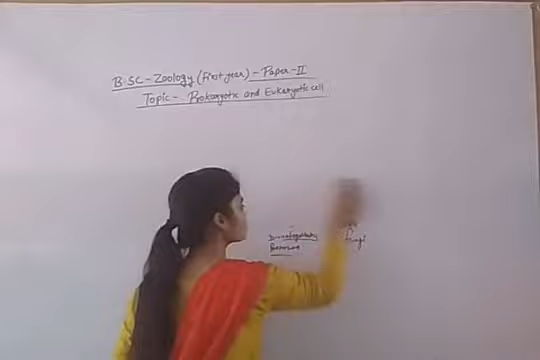 B.SC - Zoology (First year) - Paper - II
Topic - Prokaryotic and Eukaryotic cell